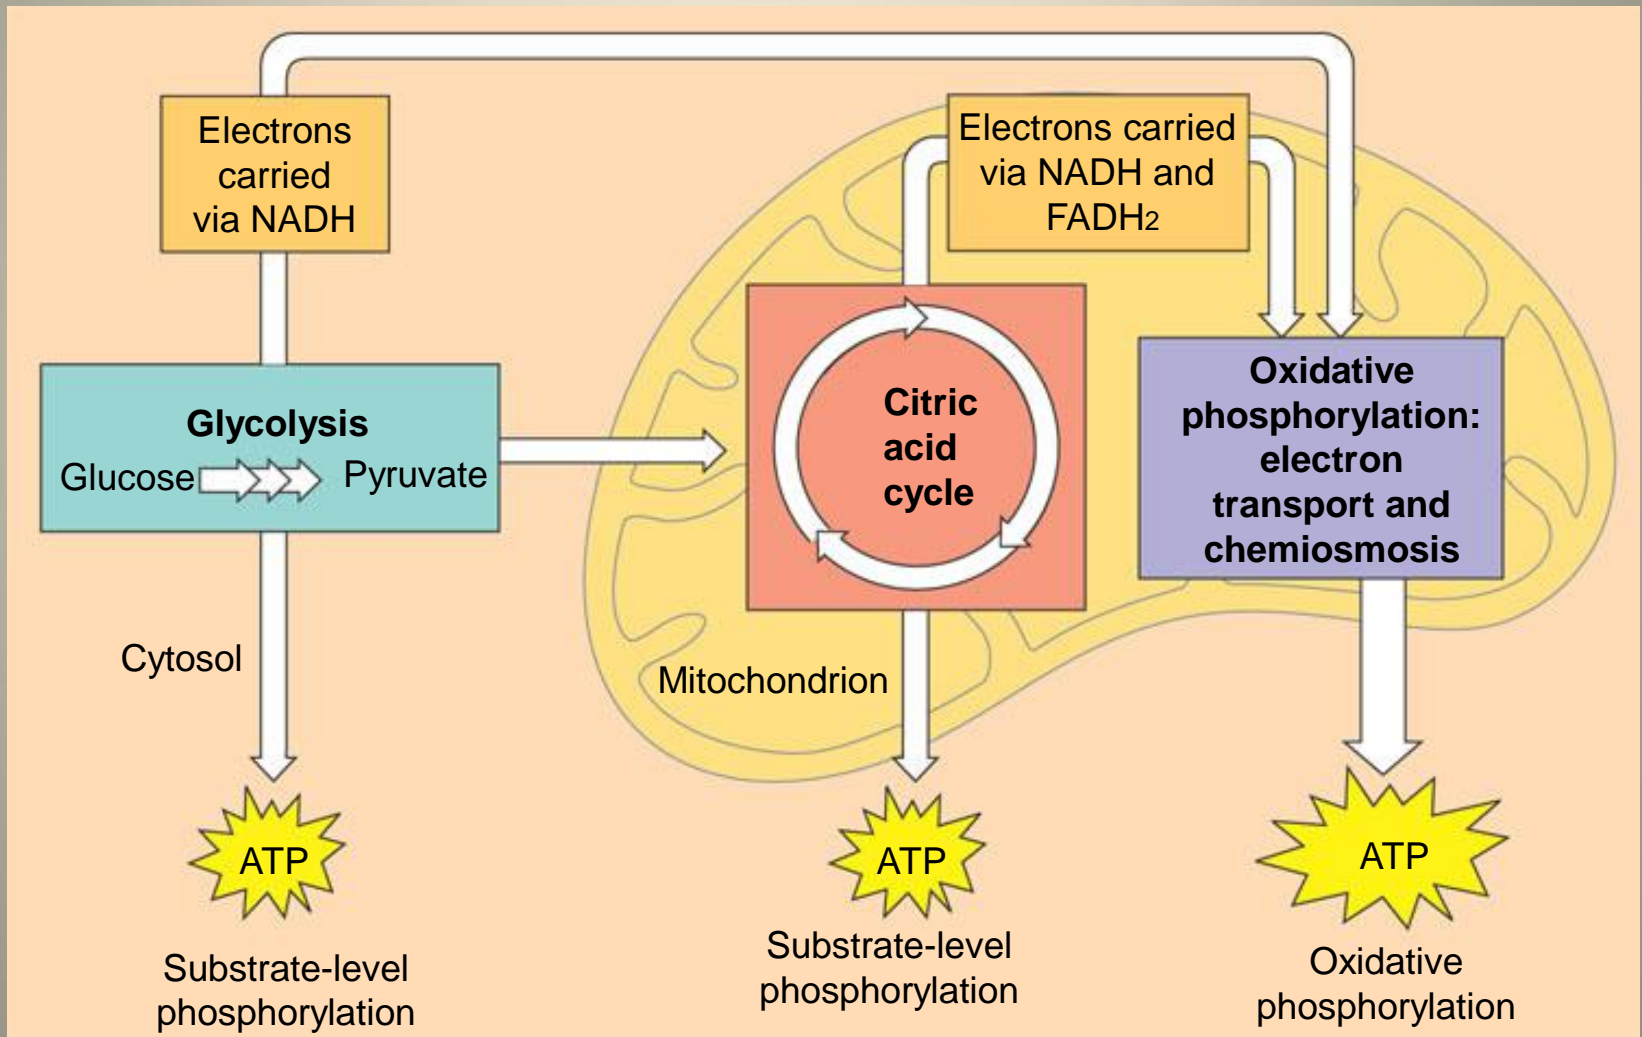 Electrons
carried
via NADH
Electrons carried
via NADH and
FADH2
Glycolysis
Glucose Pyruvate
Citric
acid
cycle
Oxidative
phosphorylation:
electron
transport and
chemiosmosis
Cytosol
Mitochondrion
ATP
ATP
ATP
Substrate-level
phosphorylation
Substrate-level
phosphorylation
Oxidative
phosphorylation